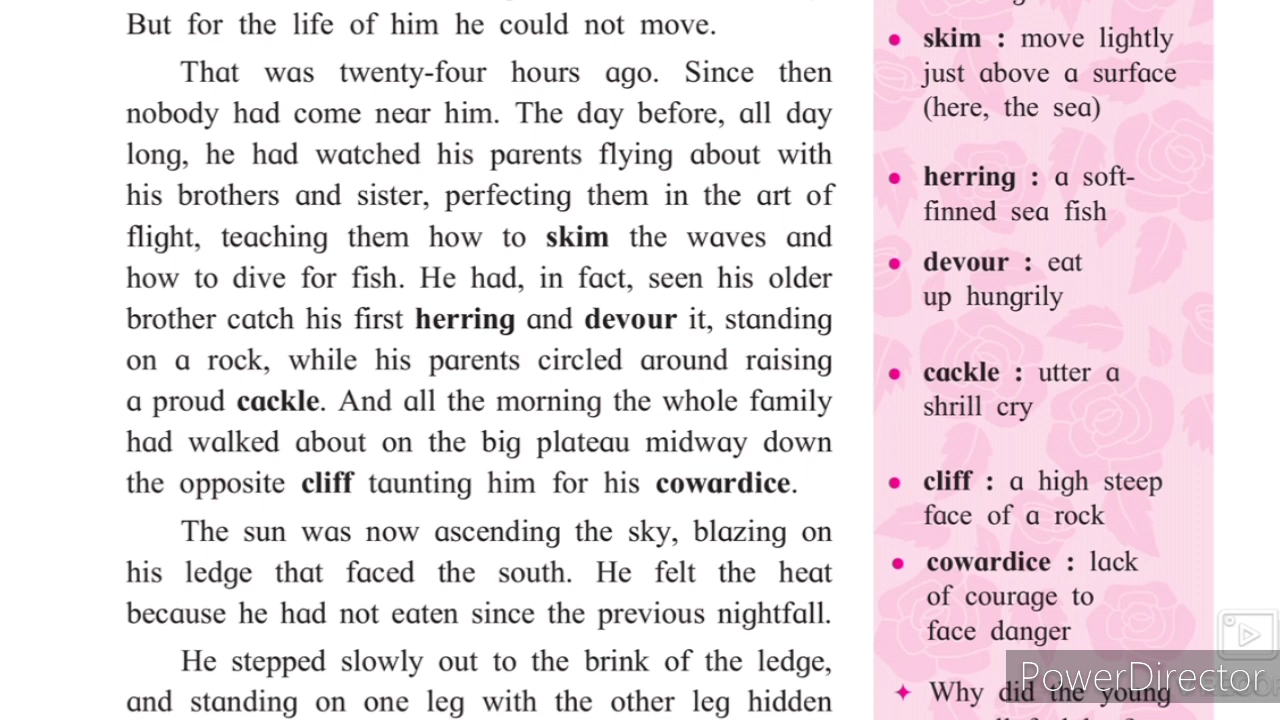 But for the life of him he could not move.
That was twenty-four hours ago. Since then
nobody had come near him. The day before, all day
long, he had watched his parents flying about with
his brothers and sister, perfecting them in the art of
flight, teaching them how to skim the waves and
how to dive for fish. He had, in fact, seen his older
brother catch his first herring and devour it, standing
on a rock, while his parents circled around raising
a proud cackle. And all the morning the whole family
had walked about on the big plateau midway down
the opposite cliff taunting him for his cowardice.
The sun was now ascending the sky, blazing on
his ledge that faced the south. He felt the heat
because he had not eaten since the previous nightfall.
He stepped slowly out to the brink of the ledge,
and standing on one leg with the other leg hidden
• skim : move lightly
just above a surface
(here, the sea)
• herring : a soft-
finned sea fish
• devour : eat
up hungrily
• cackle : utter a
shrill cry
• cliff : a high steep
face of a rock
• cowardice : lack
of courage to
face danger
✦ Why did the young
PowerDirector